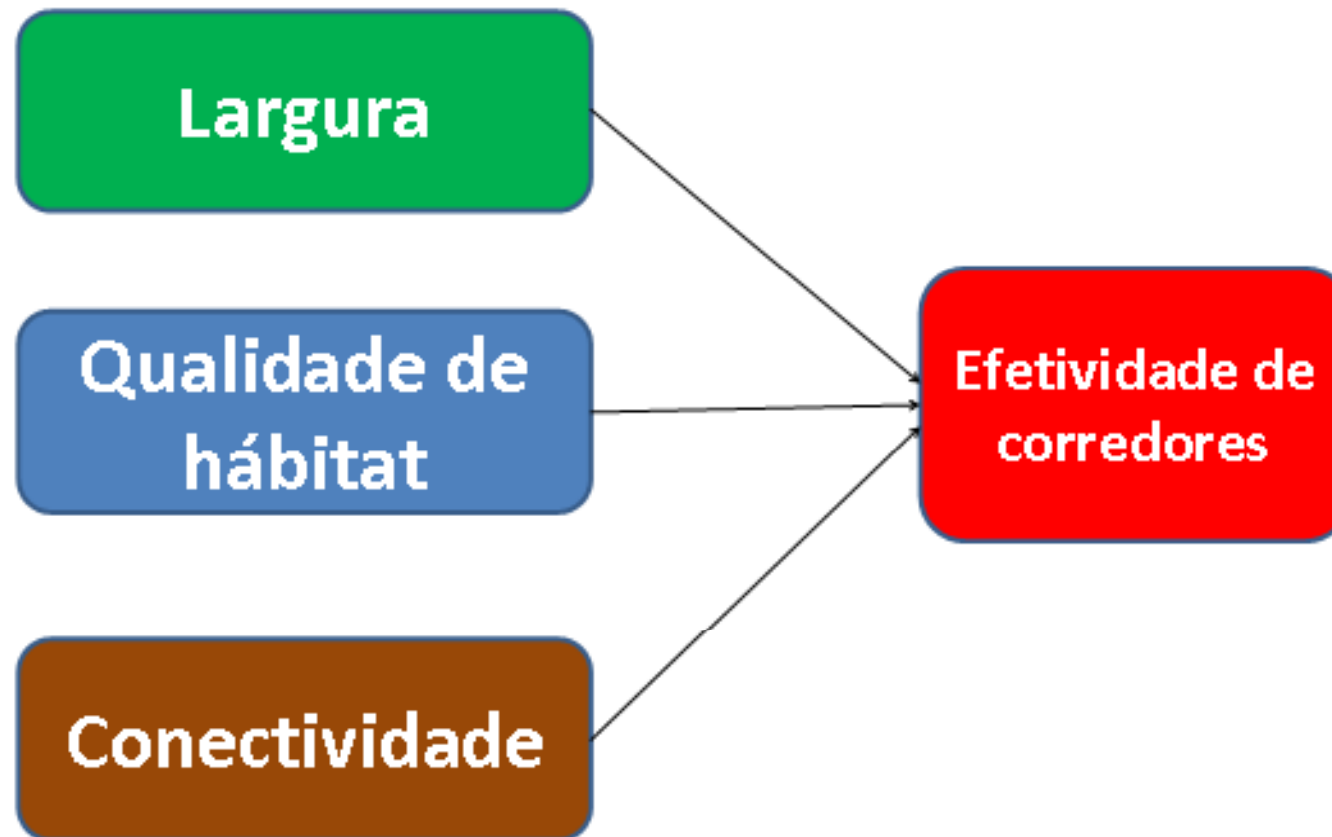 Largura
Qualidade de
hábitat
Conectividade
Efetividade de
corredores